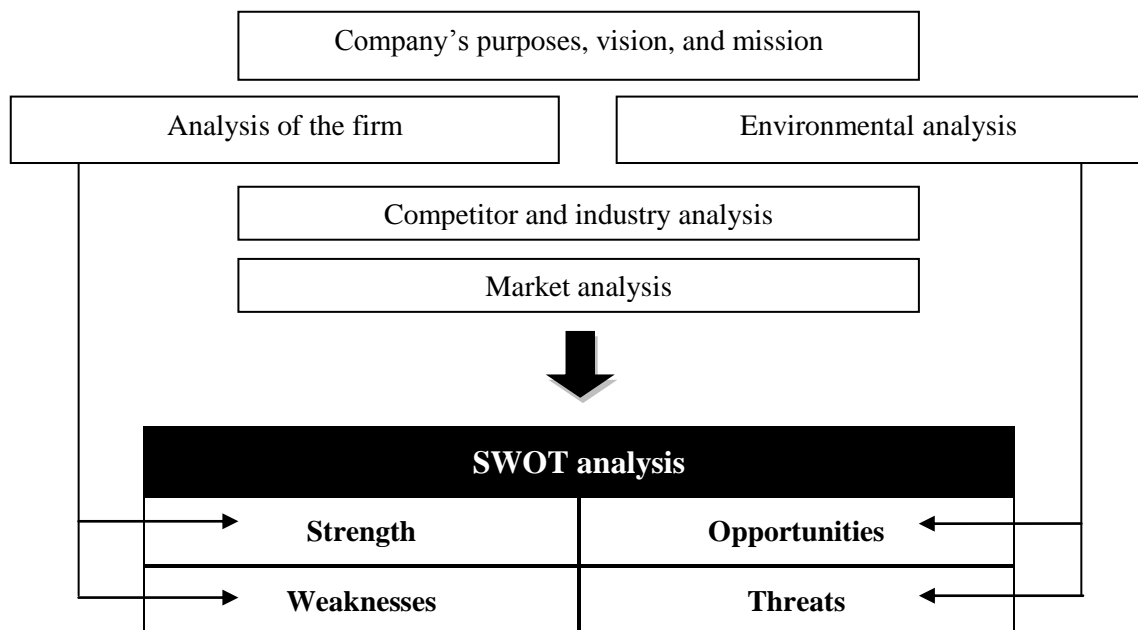 Company’s purposes, vision, and mission
Analysis of the firm
Environmental analysis
Competitor and industry analysis
Market analysis
SWOT analysis
Strength
Opportunities
Weaknesses
Threats